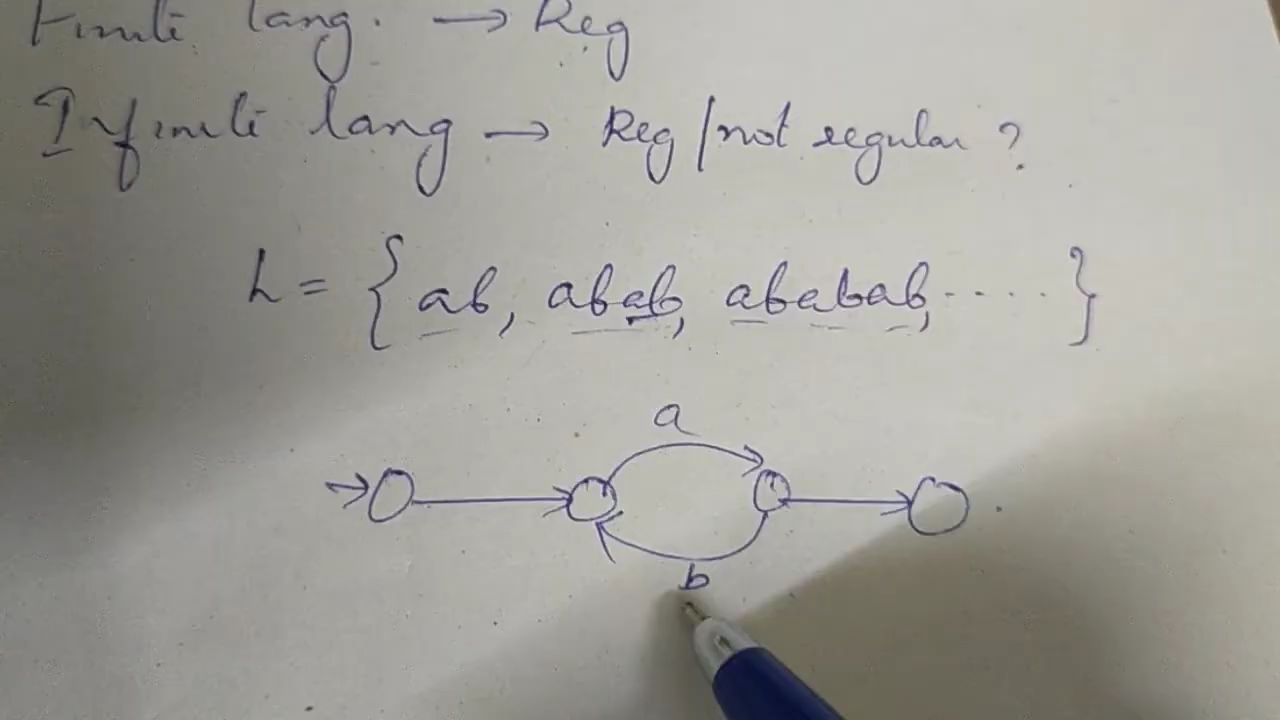 Finite lang. → Reg
Infinite lang → Reg/not regular ?
L = { ab, abab, ababab, ···· }
a
b